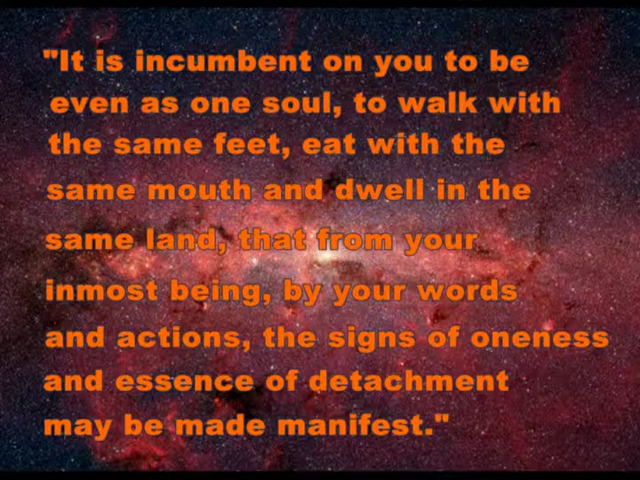 "It is incumbent on you to be
even as one soul, to walk with
the same feet, eat with the
same mouth and dwell in the
same land, that from your
inmost being, by your words
and actions, the signs of oneness
and essence of detachment
may be made manifest."